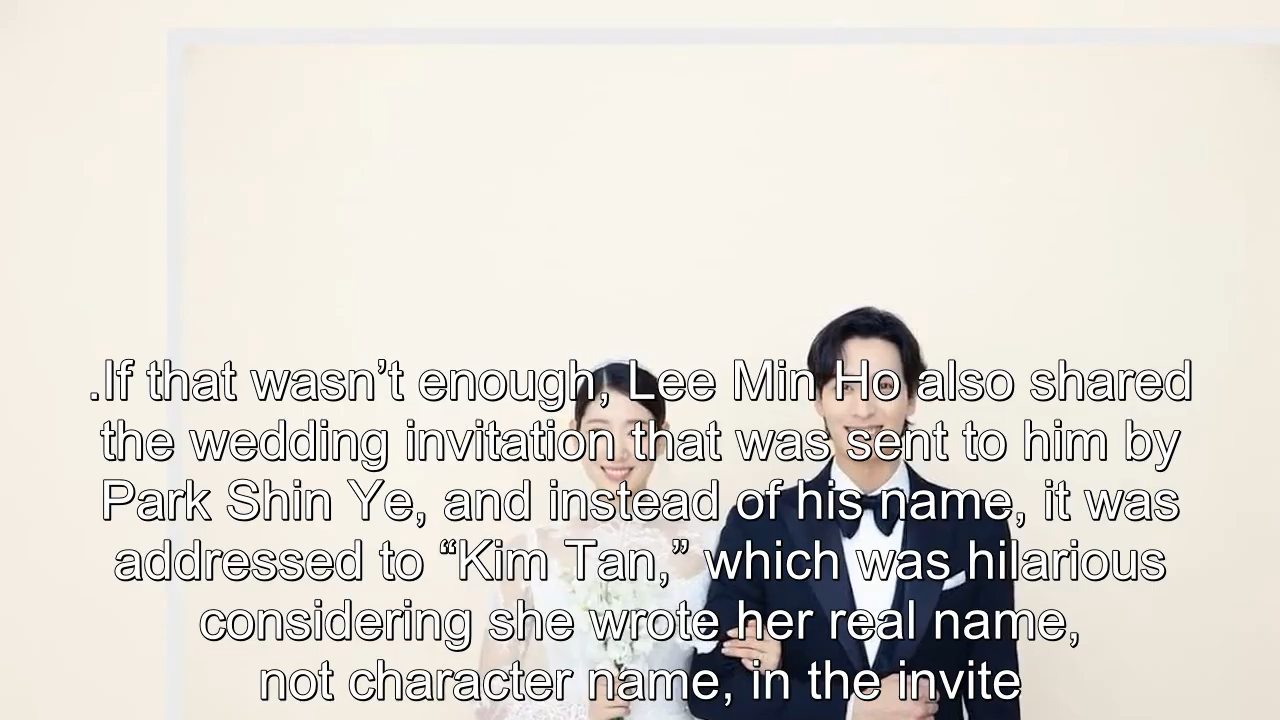 .If that wasn’t enough, Lee Min Ho also shared
the wedding invitation that was sent to him by
Park Shin Ye, and instead of his name, it was
addressed to “Kim Tan,” which was hilarious
considering she wrote her real name,
not character name, in the invite